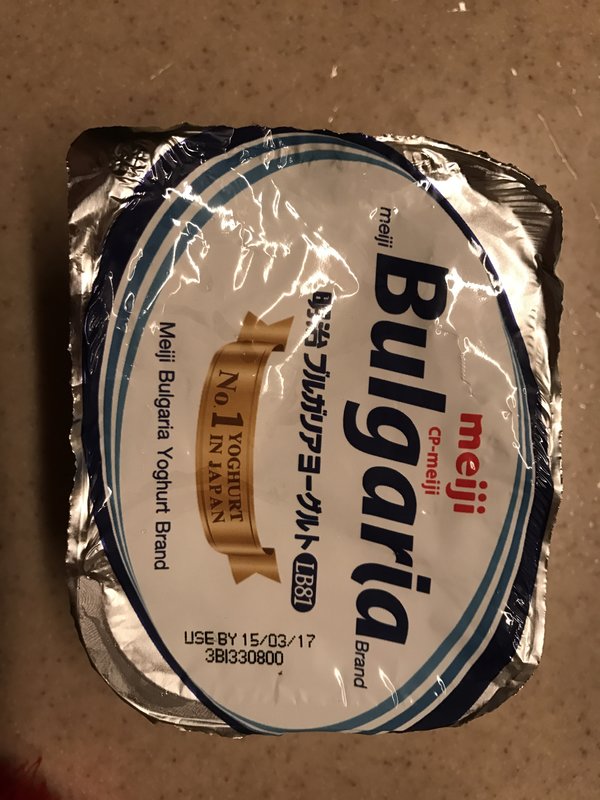 meiji
CP-meiji
meiji
Bulgaria Brand
明治ブルガリアヨーグルト LB81
No.1 YOGHURT
IN JAPAN
Meiji Bulgaria Yoghurt Brand
USE BY 15/03/17
3BI330800